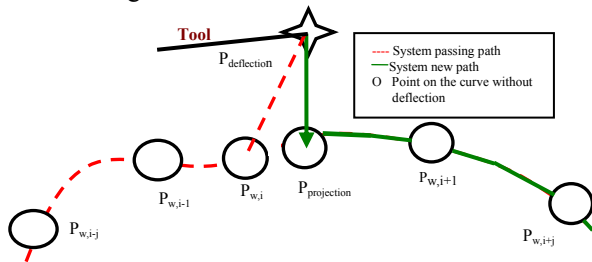 Tool
P_deflection
System passing path
System new path
O Point on the curve without
deflection
P_w,i-1
P_w,i
P_projection
P_w,i+1
P_w,i-j
P_w,i+j